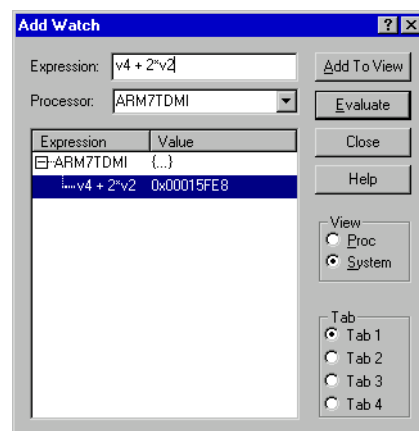 Add Watch
Expression: v4 + 2*v2
Add To View
Processor: ARM7TDMI
Evaluate
Expression Value
ARM7TDMI {...}
v4 + 2*v2 0x00015FE8
Close
Help
View
Proc
System
Tab
Tab 1
Tab 2
Tab 3
Tab 4